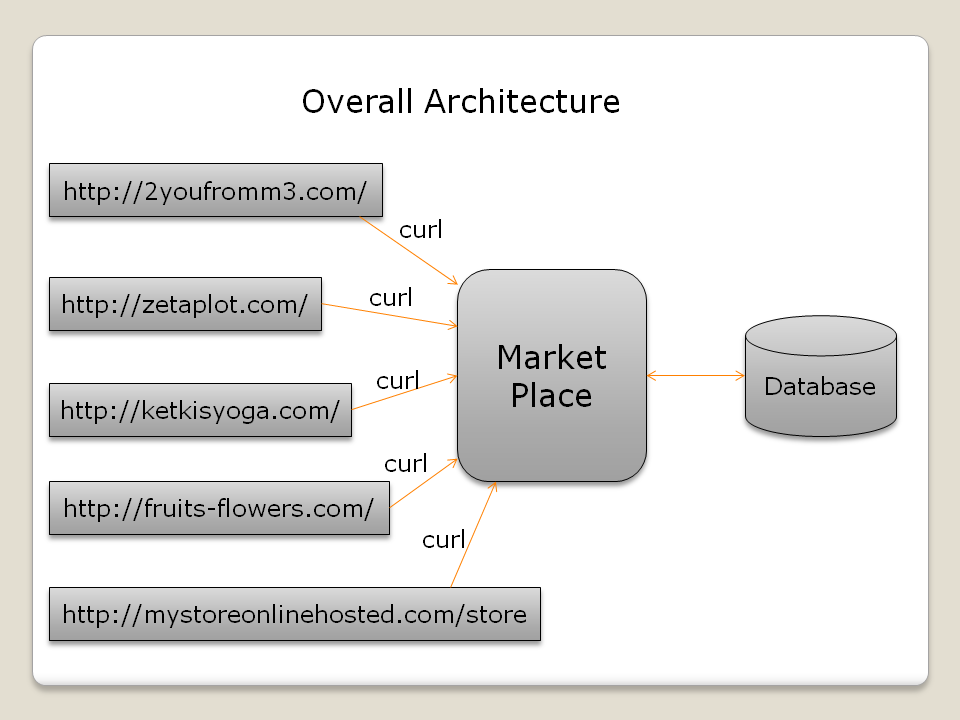 Overall Architecture
http://2youfromm3.com/
curl
http://zetaplot.com/
curl
http://ketkisyoga.com/
curl
http://fruits-flowers.com/
curl
http://mystoreonlinehosted.com/store
curl
Market
Place
Database